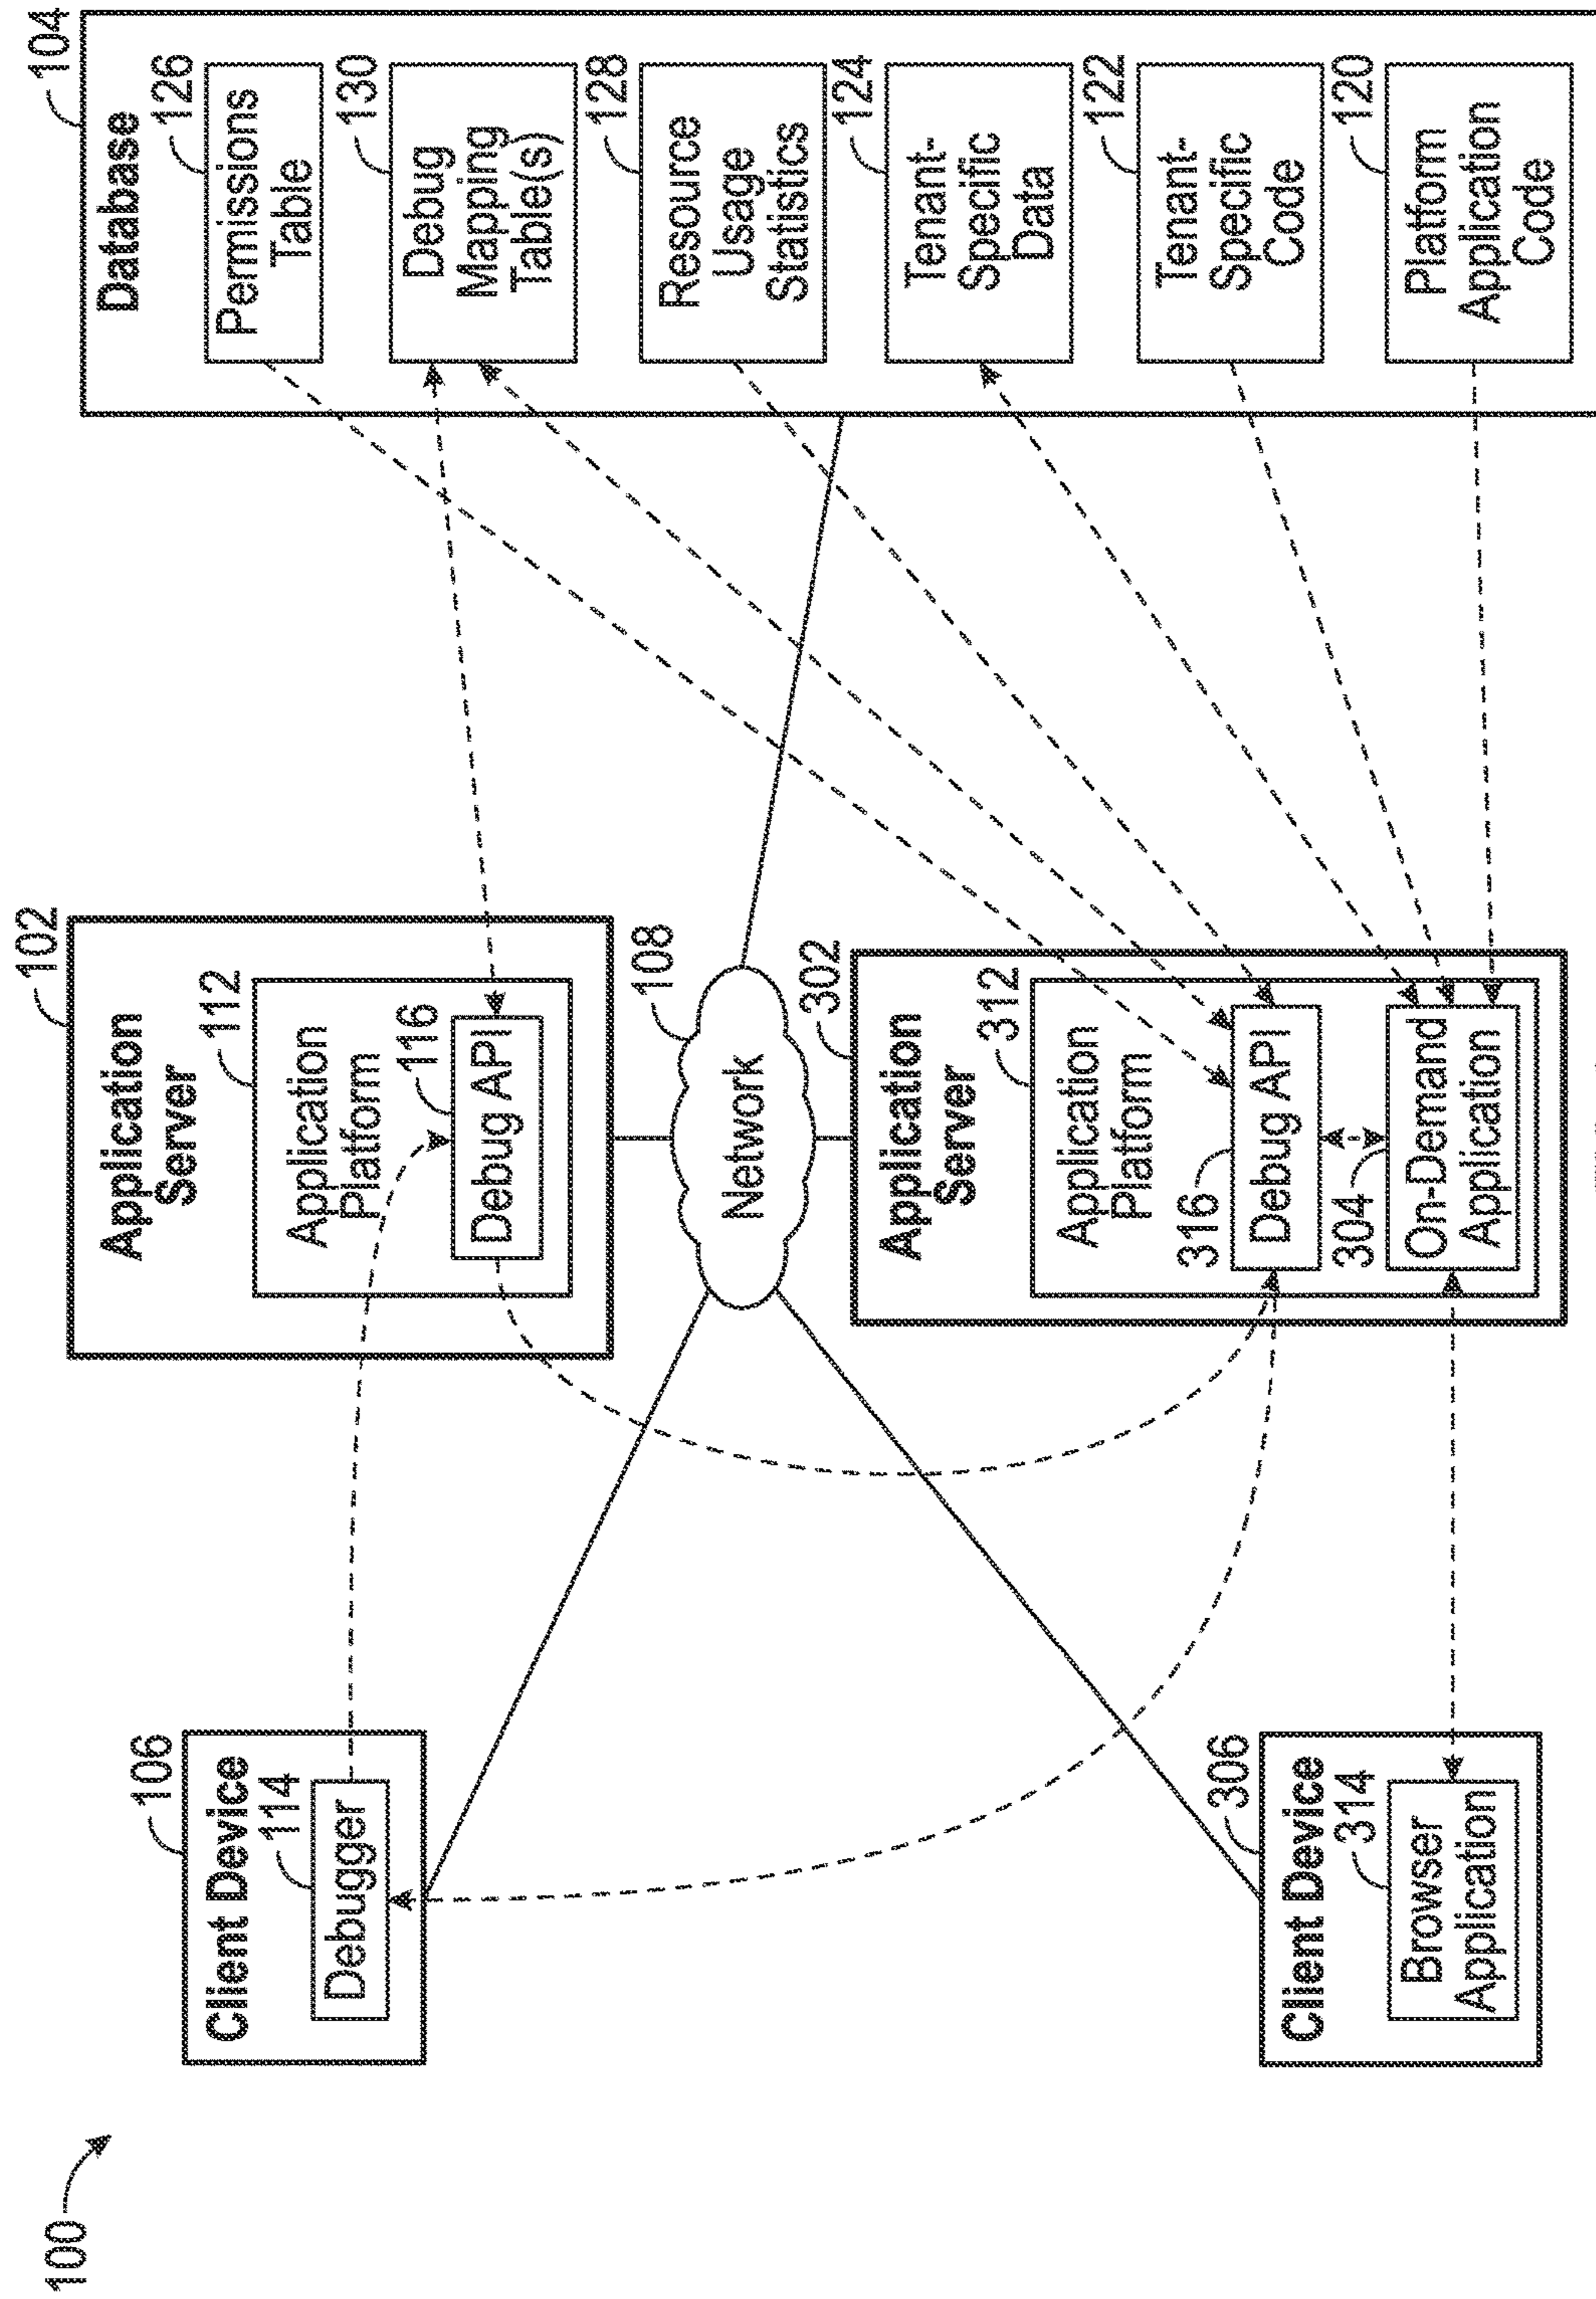 100
106
Client Device
114
Debugger
102
Application
Server
112
Application
Platform
116
Debug API
104
Database
126
Permissions
Table
130
Debug
Mapping
Table(s)
128
Resource
Usage
Statistics
124
Tenant-
Specific
Data
122
Tenant-
Specific
Code
120
Platform
Application
Code
108
Network
302
Application
Server
312
Application
Platform
316
Debug API
304
On-Demand
Application
306
Client Device
314
Browser
Application